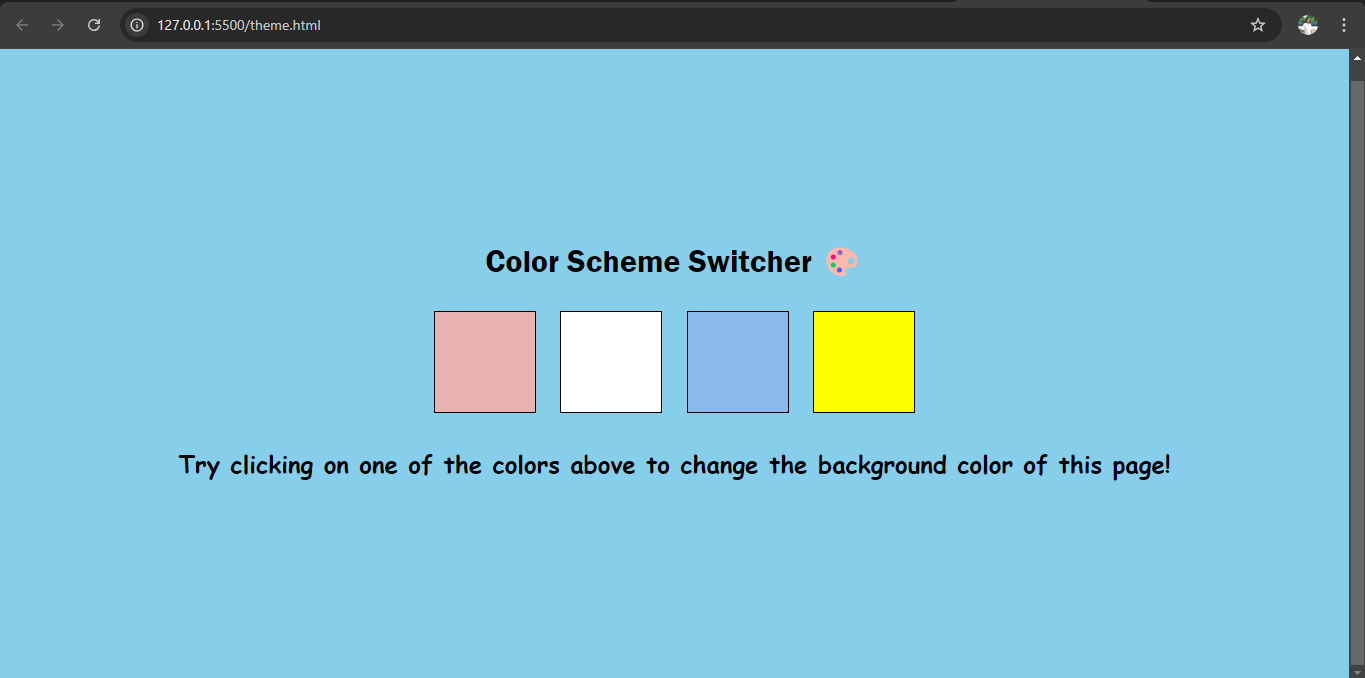 127.0.0.1:5500/theme.html
Color Scheme Switcher 🎨
Try clicking on one of the colors above to change the background color of this page!